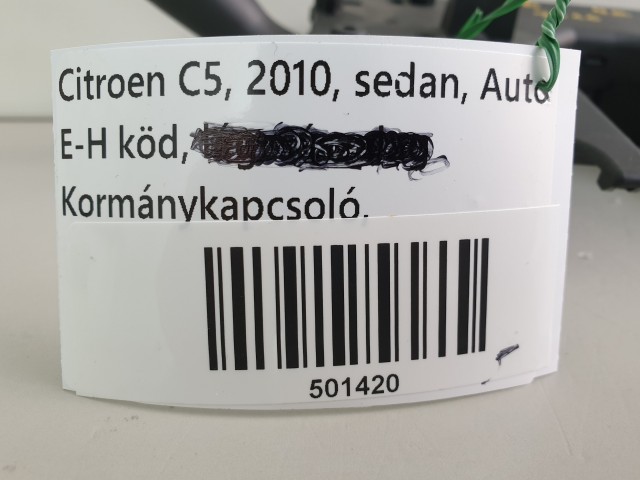 Citroen C5, 2010, sedan, Auto
E-H köd,
Kormánykapcsoló.
501420